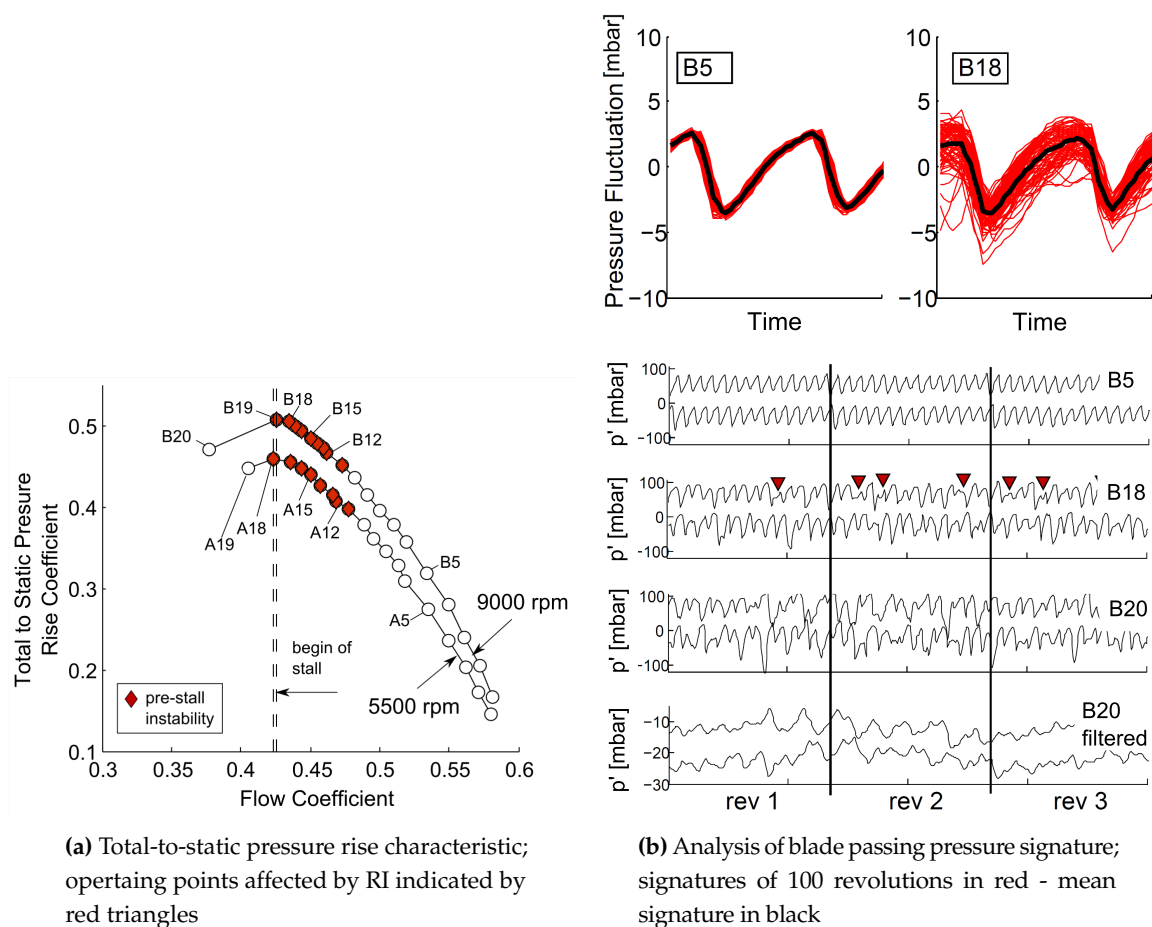 10
5
0
−5
−10
Pressure Fluctuation [mbar]
B5
Time
10
5
0
−5
−10
B18
Time
0.5
0.4
0.3
0.2
0.1
0.3
0.4
0.45
0.5
0.55
0.6
Total to Static Presure
Rise Coefficient
Flow Coefficient
B20
B19
B18
B15
B12
B5
A19
A18
A15
A12
A5
9000 rpm
5500 rpm
begin of
stall
pre-stall
instability
100
0
−100
p' [mbar]
B5
100
0
-100
p' [mbar]
B18
100
0
-100
p' [mbar]
B20
−10
−20
−30
p' [mbar]
B20
filtered
rev 1
rev 2
rev 3
(a) Total-to-static pressure rise characteristic;
opertaing points affected by RI indicated by
red triangles
(b) Analysis of blade passing pressure signature;
signatures of 100 revolutions in red - mean
signature in black